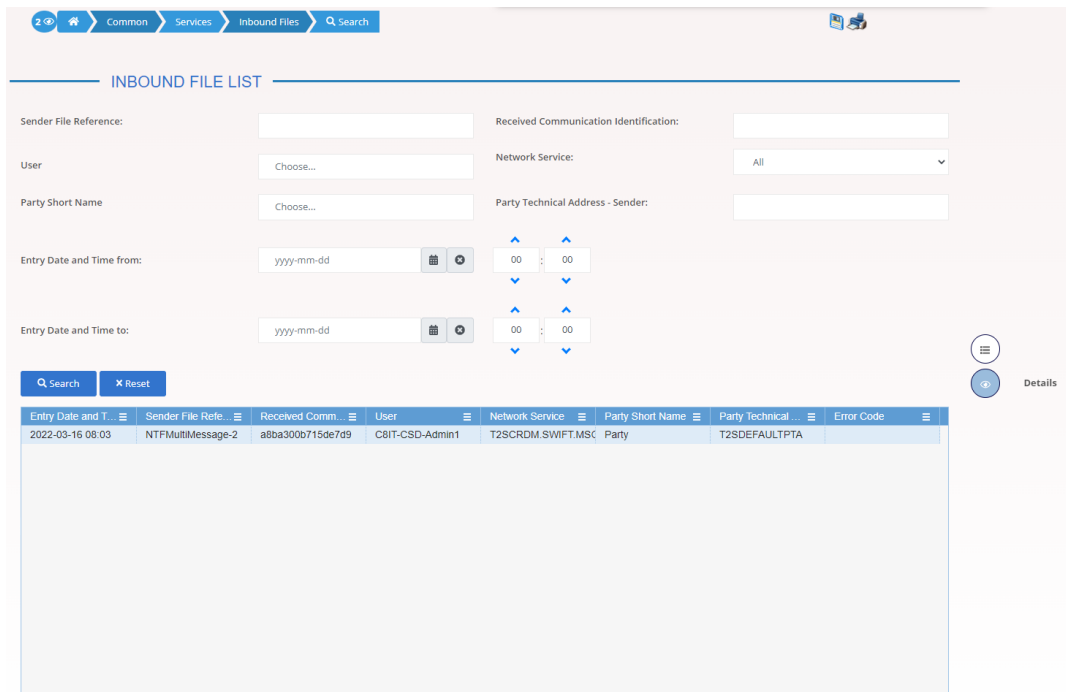 2 Common Services Inbound Files Search
INBOUND FILE LIST
Sender File Reference: Received Communication Identification:
User Choose... Network Service: All
Party Short Name Choose... Party Technical Address - Sender:
Entry Date and Time from: yyyy-mm-dd 00 : 00
Entry Date and Time to: yyyy-mm-dd 00 : 00
Search Reset Details
Entry Date and T... Sender File Refe... Received Comm... User Network Service Party Short Name Party Technical ... Error Code
2022-03-16 08:03 NTFMultiMessage-2 a8ba300b715de7d9 C8IT-CSD-Admin1 T2SCRDM.SWIFT.MSG Party T2SDEFAULTPTA